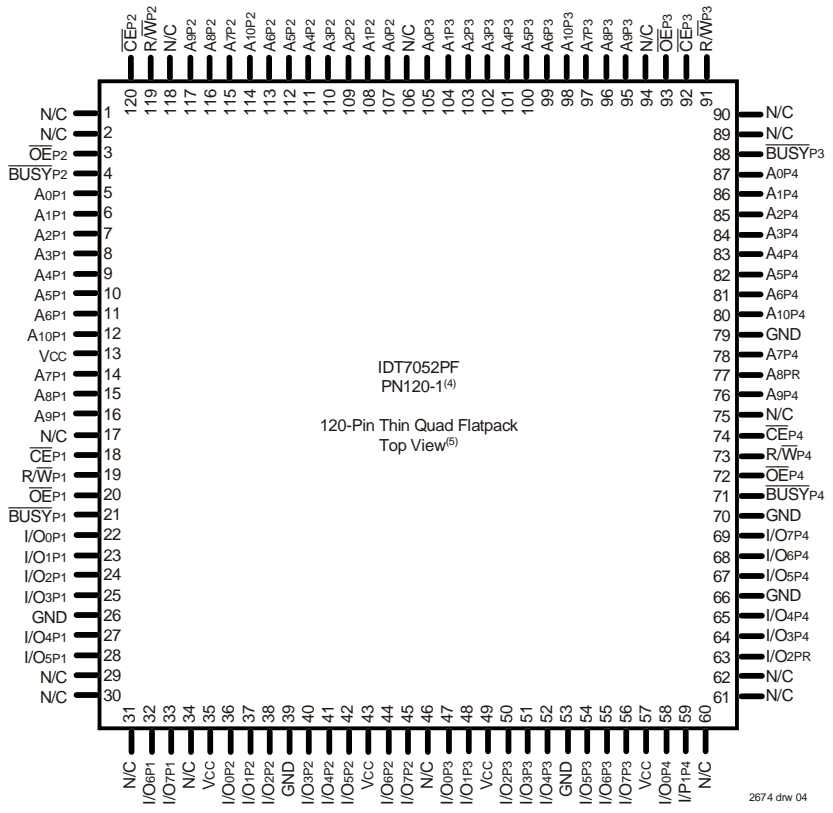 CEP2
R/WP2
N/C
A9P2
A8P2
A7P2
A10P2
A6P2
A5P2
A4P2
A3P2
A2P2
A1P2
A0P2
N/C
A0P3
A1P3
A2P3
A3P3
A4P3
A5P3
A6P3
A10P3
A7P3
A8P3
A9P3
N/C
OEP3
CEP3
R/WP3
120
119
118
117
116
115
114
113
112
111
110
109
108
107
106
105
104
103
102
101
100
99
98
97
96
95
94
93
92
91
N/C 1
N/C 2
OEP2 3
BUSYP2 4
A0P1 5
A1P1 6
A2P1 7
A3P1 8
A4P1 9
A5P1 10
A6P1 11
A10P1 12
VCC 13
A7P1 14
A8P1 15
A9P1 16
N/C 17
CEP1 18
R/WP1 19
OEP1 20
BUSYP1 21
I/O0P1 22
I/O1P1 23
I/O2P1 24
I/O3P1 25
GND 26
I/O4P1 27
I/O5P1 28
N/C 29
N/C 30
IDT7052PF
PN120-1(4)
120-Pin Thin Quad Flatpack
Top View(5)
90 N/C
89 N/C
88 BUSYP3
87 A0P4
86 A1P4
85 A2P4
84 A3P4
83 A4P4
82 A5P4
81 A6P4
80 A10P4
79 GND
78 A7P4
77 A8PR
76 A9P4
75 N/C
74 CEP4
73 R/WP4
72 OEP4
71 BUSYP4
70 GND
69 I/O7P4
68 I/O6P4
67 I/O5P4
66 GND
65 I/O4P4
64 I/O3P4
63 I/O2PR
62 N/C
61 N/C
31
32
33
34
35
36
37
38
39
40
41
42
43
44
45
46
47
48
49
50
51
52
53
54
55
56
57
58
59
60
N/C
I/O6P1
I/O7P1
N/C
VCC
I/O0P2
I/O1P2
I/O2P2
GND
I/O3P2
I/O4P2
I/O5P2
VCC
I/O6P2
I/O7P2
N/C
I/O0P3
I/O1P3
VCC
I/O2P3
I/O3P3
I/O4P3
GND
I/O5P3
I/O6P3
I/O7P3
VCC
I/O0P4
I/P1P4
N/C
2674 drw 04